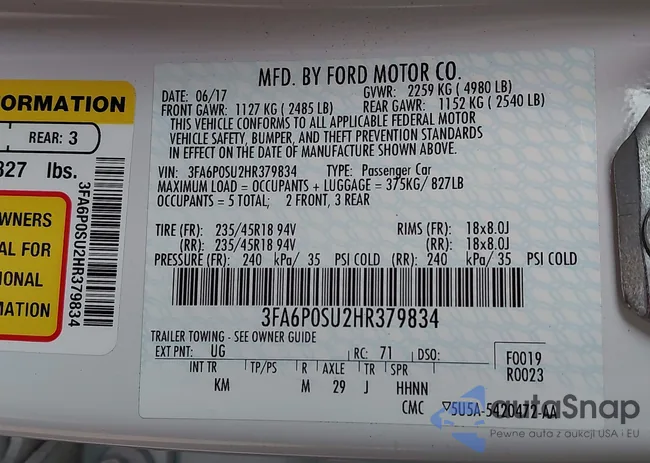 ORMATION
REAR: 3
827 lbs.
WNERS
AL FOR
IONAL
MATION
3FA6P0SU2HR379834
MFD. BY FORD MOTOR CO.
DATE: 06/17 GVWR: 2259 KG ( 4980 LB)
FRONT GAWR: 1127 KG ( 2485 LB) REAR GAWR: 1152 KG ( 2540 LB)
THIS VEHICLE CONFORMS TO ALL APPLICABLE FEDERAL MOTOR
VEHICLE SAFETY, BUMPER, AND THEFT PREVENTION STANDARDS
IN EFFECT ON THE DATE OF MANUFACTURE SHOWN ABOVE.
VIN: 3FA6P0SU2HR379834 TYPE: Passenger Car
MAXIMUM LOAD = OCCUPANTS + LUGGAGE = 375KG/ 827LB
OCCUPANTS = 5 TOTAL; 2 FRONT, 3 REAR
TIRE (FR): 235/45R18 94V RIMS (FR): 18x8.0J
(RR): 235/45R18 94V (RR): 18x8.0J
PRESSURE (FR): 240 kPa/ 35 PSI COLD (RR): 240 kPa/ 35 PSI COLD
3FA6P0SU2HR379834
TRAILER TOWING - SEE OWNER GUIDE
EXT PNT: UG RC: 71 DSO: F0019
R0023
INT TR TP/PS R AXLE TR SPR
KM M 29 J HHNN
CMC ▽5U5A-5420472-AA
autaSnap
Pewne auta z aukcji USA i EU